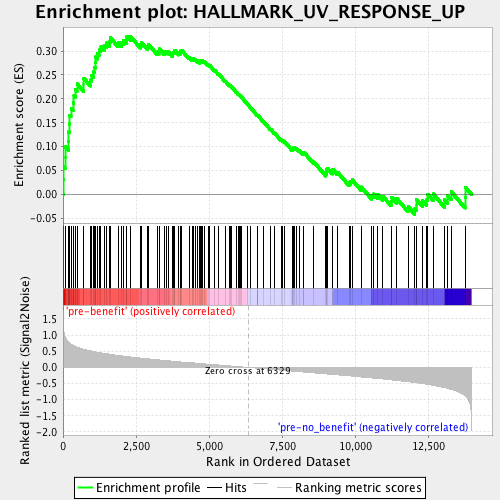 Enrichment plot: HALLMARK_UV_RESPONSE_UP
Enrichment score (ES)
0.30
0.25
0.20
0.15
0.10
0.05
0.00
-0.05
'pre-benefit' (positively correlated)
Ranked list metric (Signal2Noise)
1.5
1.0
0.5
0.0
-0.5
-1.0
-1.5
-2.0
Zero cross at 6329
'pre-no_benefit' (negatively correlated)
0
2,500
5,000
7,500
10,000
12,500
Rank in Ordered Dataset
Enrichment profile
Hits
Ranking metric scores